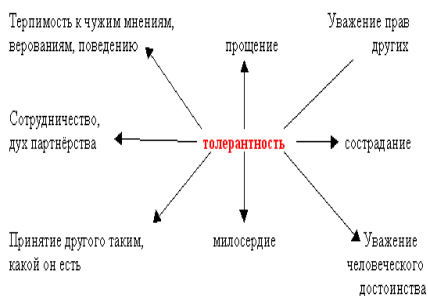 Терпимость к чужим мнениям,
верованиям, поведению
прощение
Уважение прав
других
Сотрудничество,
дух партнёрства
толерантность
сострадание
Принятие другого таким,
какой он есть
милосердие
Уважение
человеческого
достоинства